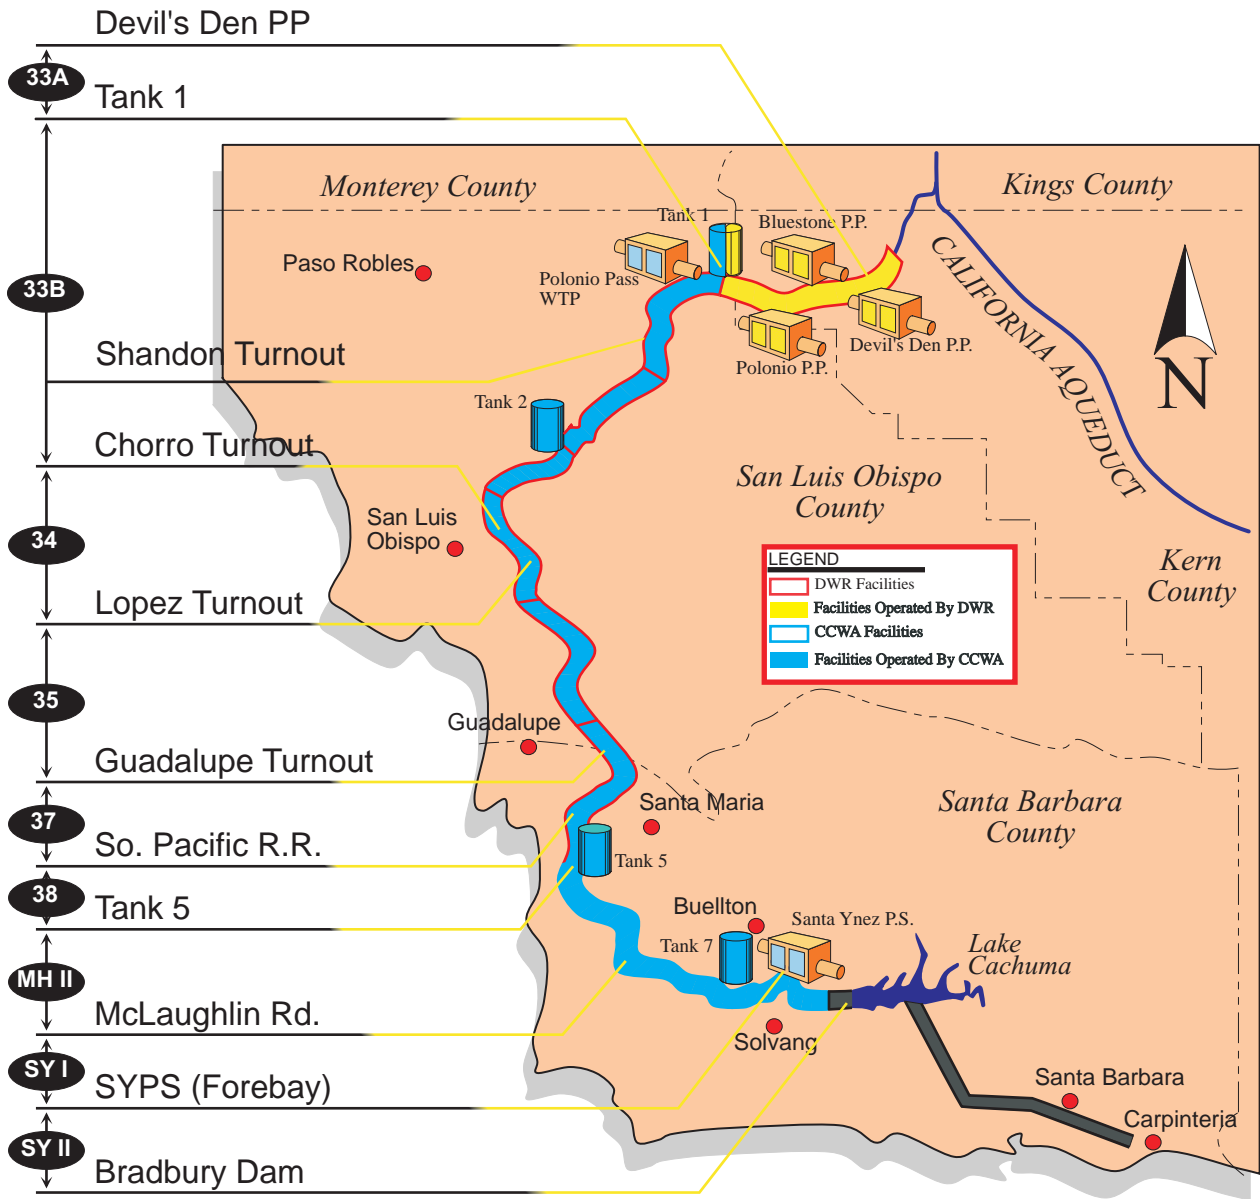 Devil's Den PP
33A
Tank 1
Monterey County
Kings County
Tank 1
Bluestone P.P.
Paso Robles
Polonio Pass
WTP
CALIFORNIA AQUEDUCT
33B
Shandon Turnout
Devil's Den P.P.
Polonio P.P.
N
Tank 2
Chorro Turnout
San Luis Obispo
County
San Luis
Obispo
34
Kern
County
LEGEND
DWR Facilities
Facilities Operated By DWR
CCWA Facilities
Facilities Operated By CCWA
Lopez Turnout
35
Guadalupe
Guadalupe Turnout
Santa Maria
Santa Barbara
County
37
So. Pacific R.R.
Tank 5
38
Tank 5
Buellton
Santa Ynez P.S.
Tank 7
Lake
Cachuma
MH II
McLaughlin Rd.
Solvang
SY I
SYPS (Forebay)
Santa Barbara
Carpinteria
SY II
Bradbury Dam